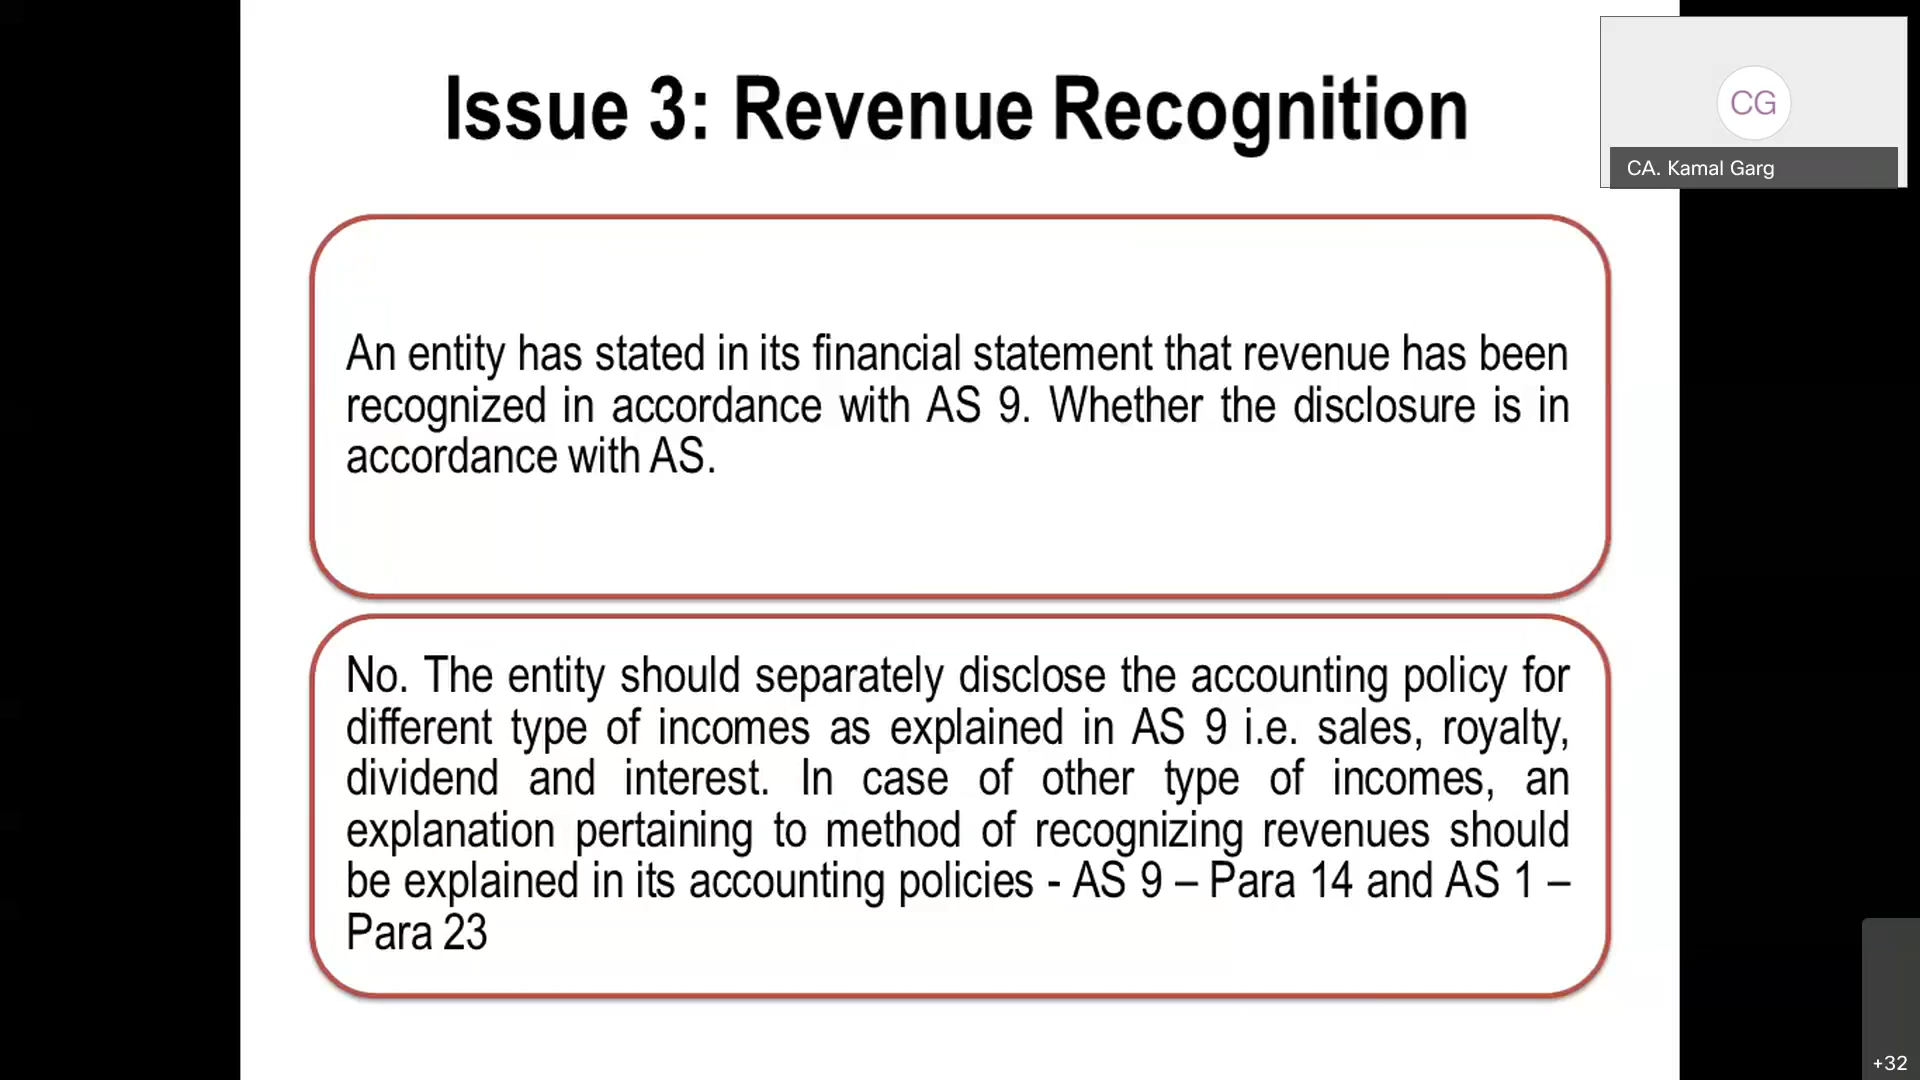 Issue 3: Revenue Recognition
CG
CA. Kamal Garg
An entity has stated in its financial statement that revenue has been
recognized in accordance with AS 9. Whether the disclosure is in
accordance with AS.
No. The entity should separately disclose the accounting policy for
different type of incomes as explained in AS 9 i.e. sales, royalty,
dividend and interest. In case of other type of incomes, an
explanation pertaining to method of recognizing revenues should
be explained in its accounting policies - AS 9 – Para 14 and AS 1 –
Para 23
+32